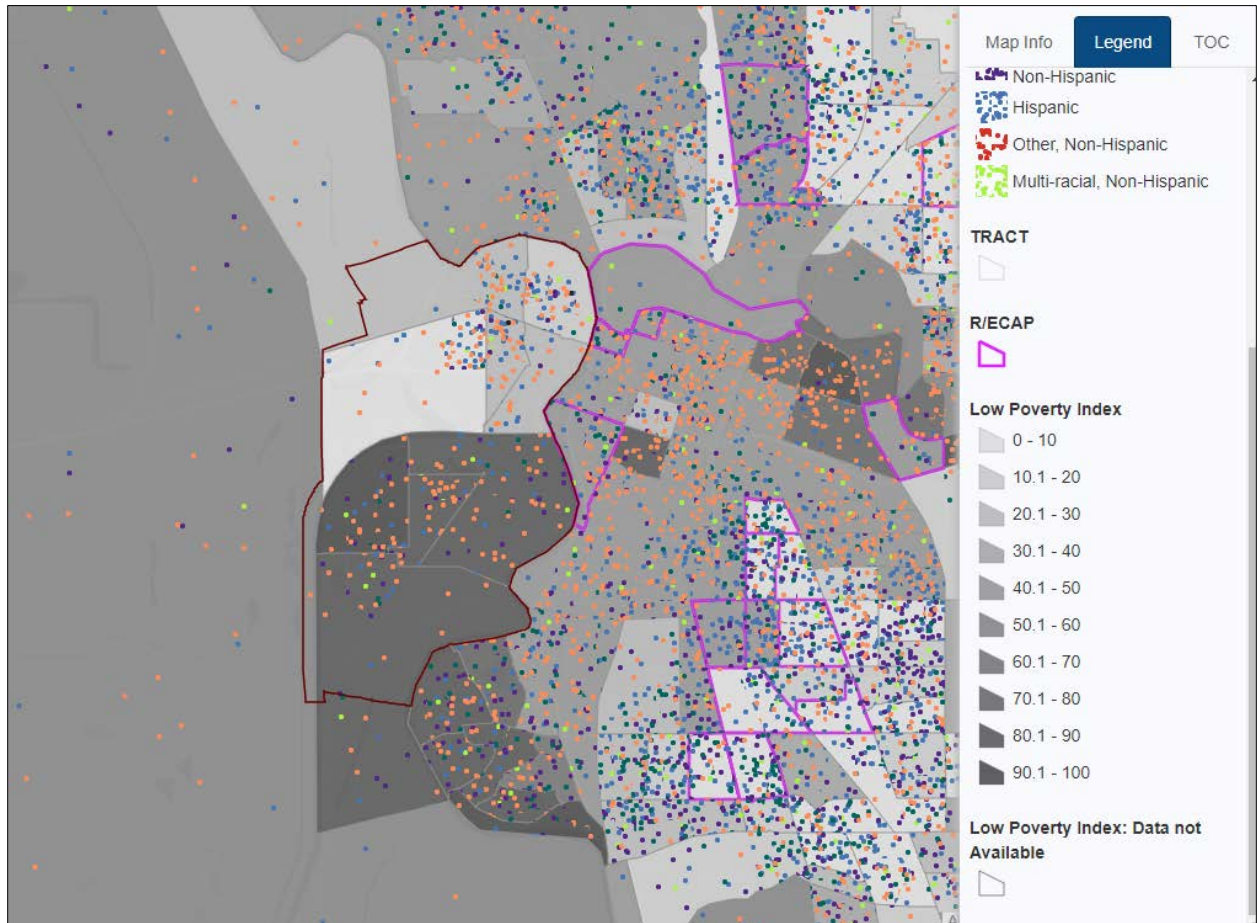 Map Info
Legend
TOC
Non-Hispanic
Hispanic
Other, Non-Hispanic
Multi-racial, Non-Hispanic
TRACT
R/ECAP
Low Poverty Index
0 - 10
10.1 - 20
20.1 - 30
30.1 - 40
40.1 - 50
50.1 - 60
60.1 - 70
70.1 - 80
80.1 - 90
90.1 - 100
Low Poverty Index: Data not
Available